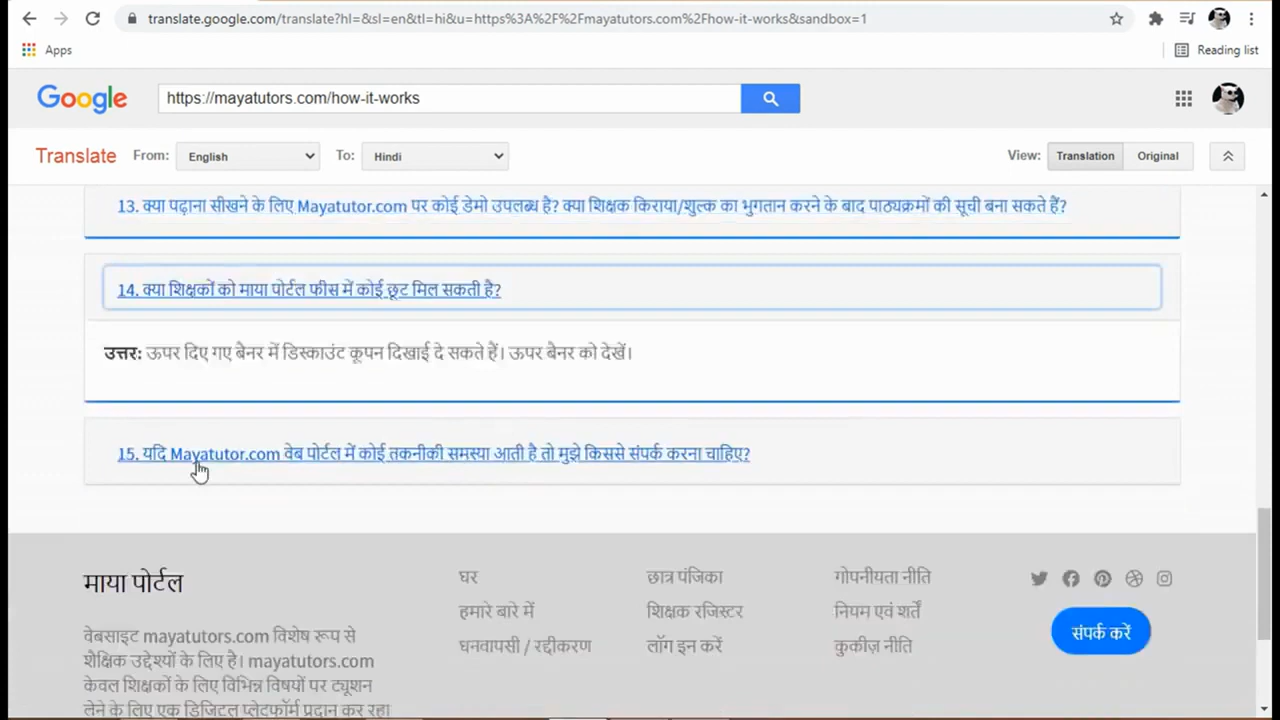 translate.google.com/translate?hl=&sl=en&tl=hi&u=https%3A%2F%2Fmayatutors.com%2Fhow-it-works&sandbox=1
Apps
Reading list
Google
https://mayatutors.com/how-it-works
Translate From: English To: Hindi View: Translation Original
13. क्या पढ़ाना सीखने के लिए Mayatutor.com पर कोई डेमो उपलब्ध है? क्या शिक्षक किराया/शुल्क का भुगतान करने के बाद पाठ्यक्रमों की सूची बना सकते हैं?
14. क्या शिक्षकों को माया पोर्टल फीस में कोई छूट मिल सकती है?
उत्तर: ऊपर दिए गए बैनर में डिस्काउंट कूपन दिखाई दे सकते हैं। ऊपर बैनर को देखें।
15. यदि Mayatutor.com वेब पोर्टल में कोई तकनीकी समस्या आती है तो मुझे किससे संपर्क करना चाहिए?
माया पोर्टल
वेबसाइट mayatutors.com विशेष रूप से
शैक्षिक उद्देश्यों के लिए है। mayatutors.com
केवल शिक्षकों के लिए विभिन्न विषयों पर ट्यूशन
लेने के लिए एक डिजिटल प्लेटफॉर्म प्रदान कर रहा
घर
हमारे बारे में
धनवापसी / रद्दीकरण
छात्र पंजिका
शिक्षक रजिस्टर
लॉग इन करें
गोपनीयता नीति
नियम एवं शर्तें
कुकीज़ नीति
संपर्क करें